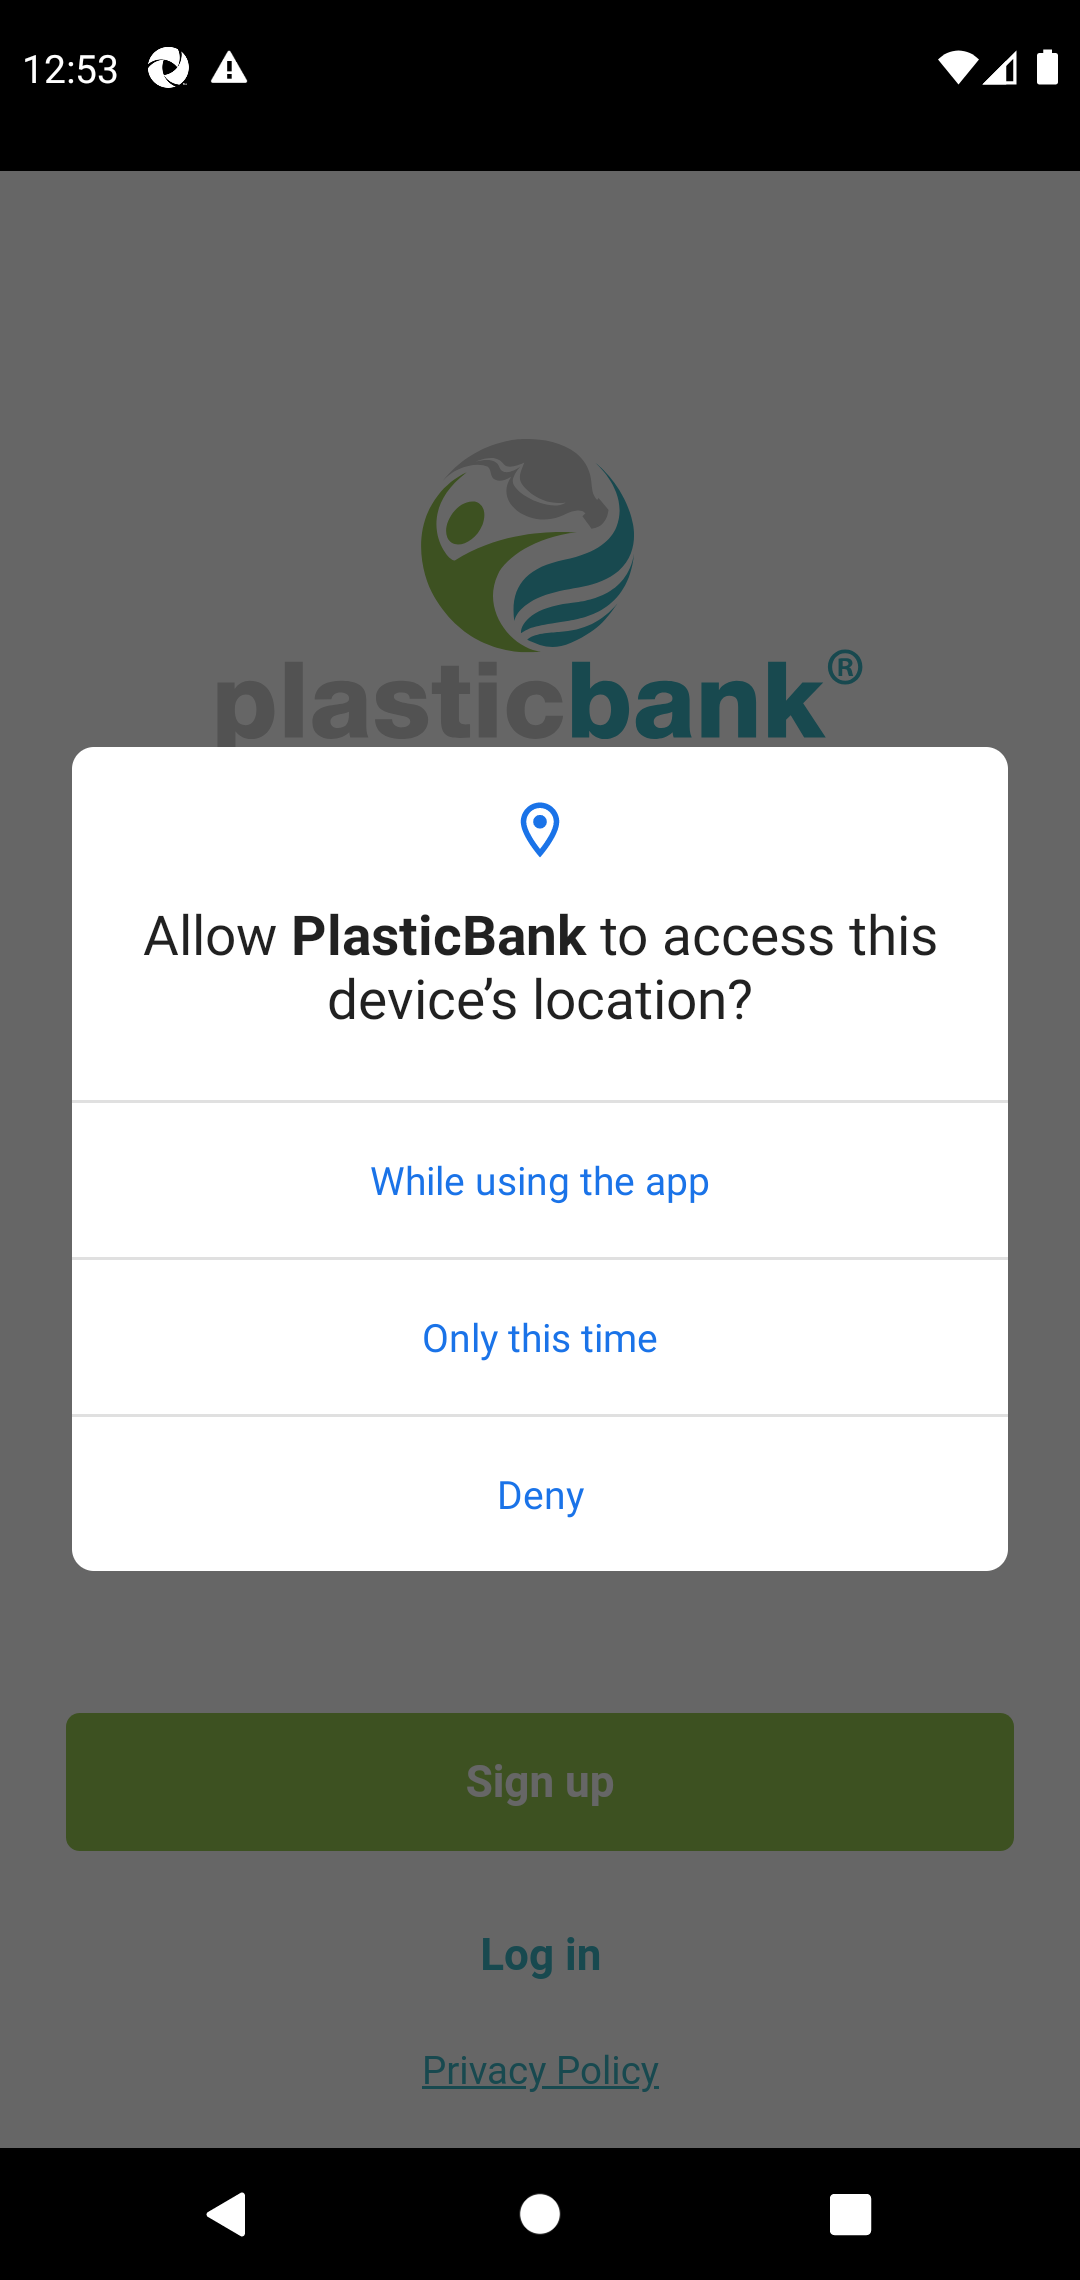 12:53
plasticbank®
Allow PlasticBank to access this
device’s location?
While using the app
Only this time
Deny
Sign up
Log in
Privacy Policy